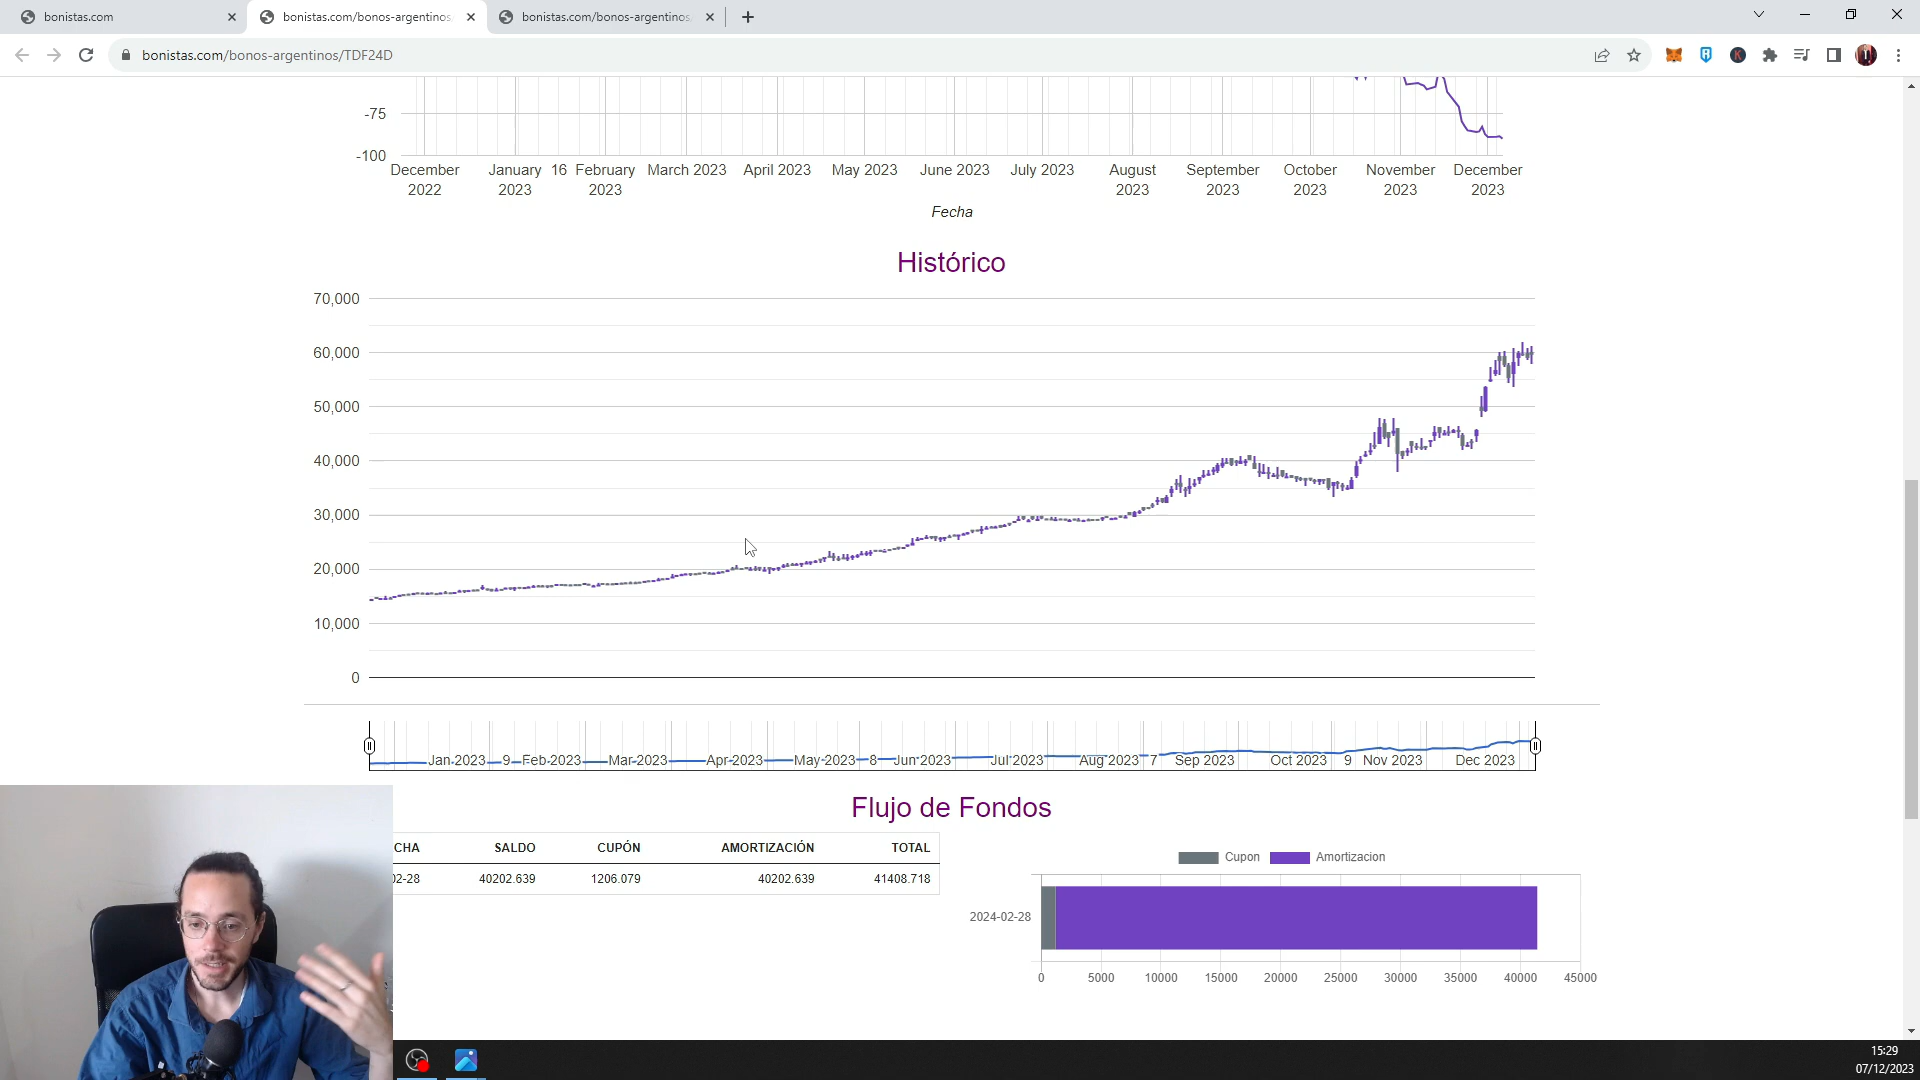 bonistas.com
bonistas.com/bonos-argentinos
bonistas.com/bonos-argentinos
bonistas.com/bonos-argentinos/TDF24D
-75
-100
December 2022
January 2023
16
February 2023
March 2023
April 2023
May 2023
June 2023
July 2023
August 2023
September 2023
October 2023
November 2023
December 2023
Fecha
Histórico
70,000
60,000
50,000
40,000
30,000
20,000
10,000
0
Jan 2023 9 Feb 2023 Mar 2023 Apr 2023 May 2023 8 Jun 2023 Jul 2023 Aug 2023 7 Sep 2023 Oct 2023 9 Nov 2023 Dec 2023
Flujo de Fondos
CHA SALDO CUPÓN AMORTIZACIÓN TOTAL
02-28 40202.639 1206.079 40202.639 41408.718
Cupon Amortizacion
2024-02-28
0 5000 10000 15000 20000 25000 30000 35000 40000 45000
15:29
07/12/2023